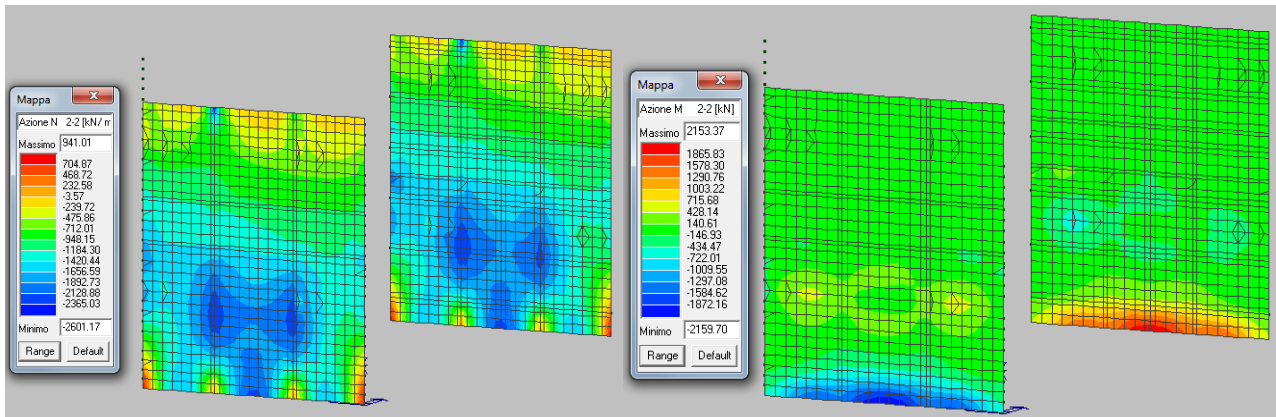 Mappa
Azione N 2-2 [kN/ m
Massimo 941.01
704.87
468.72
232.58
-3.57
-239.72
-475.86
-712.01
-948.15
-1184.30
-1420.44
-1656.59
-1892.73
-2128.88
-2365.03
Minimo -2601.17
Range Default
Mappa
Azione M 2-2 [kN]
Massimo 2153.37
1865.83
1578.30
1290.76
1003.22
715.68
428.14
140.61
-146.93
-434.47
-722.01
-1009.55
-1297.08
-1584.62
-1872.16
Minimo -2159.70
Range Default